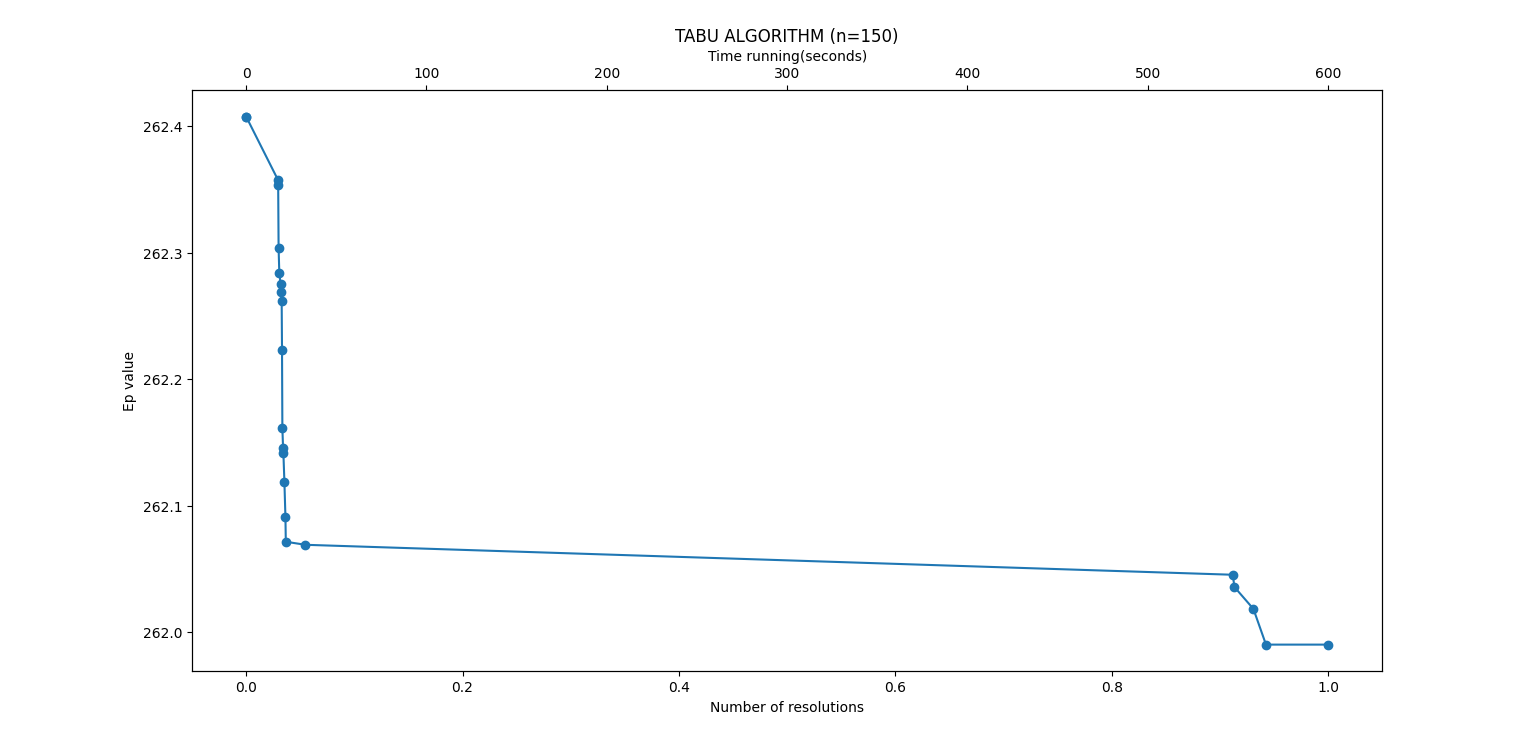 TABU ALGORITHM (n=150)
Time running(seconds)
0 100 200 300 400 500 600
262.4
262.3
262.2
262.1
262.0
Ep value
0.0 0.2 0.4 0.6 0.8 1.0
Number of resolutions